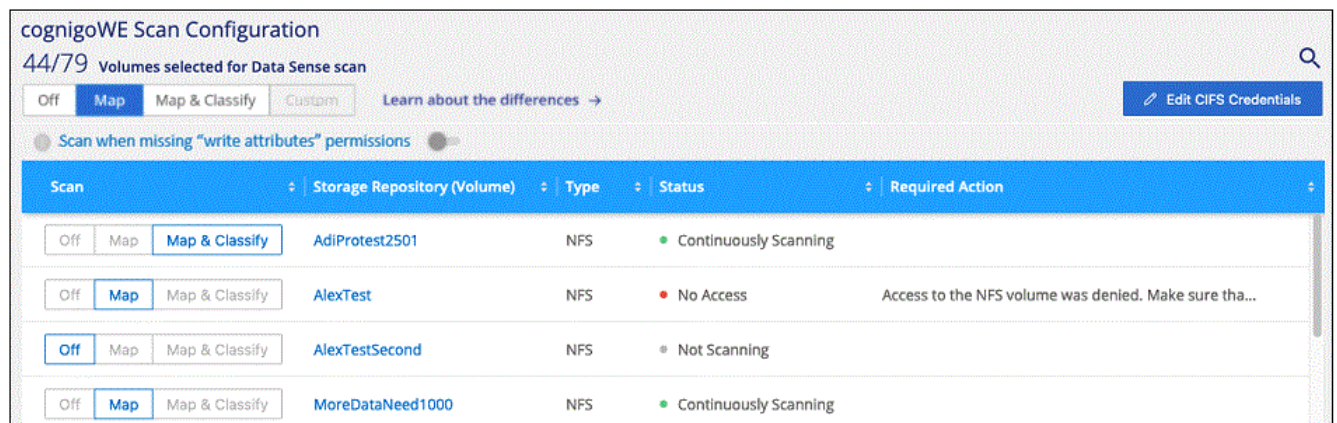 cognigoWE Scan Configuration
44/79 Volumes selected for Data Sense scan
Off Map Map & Classify Custom Learn about the differences → Edit CIFS Credentials
Scan when missing “write attributes” permissions
Scan Storage Repository (Volume) Type Status Required Action
Off Map Map & Classify AdiProtest2501 NFS Continuously Scanning
Off Map Map & Classify AlexTest NFS No Access Access to the NFS volume was denied. Make sure tha...
Off Map Map & Classify AlexTestSecond NFS Not Scanning
Off Map Map & Classify MoreDataNeed1000 NFS Continuously Scanning